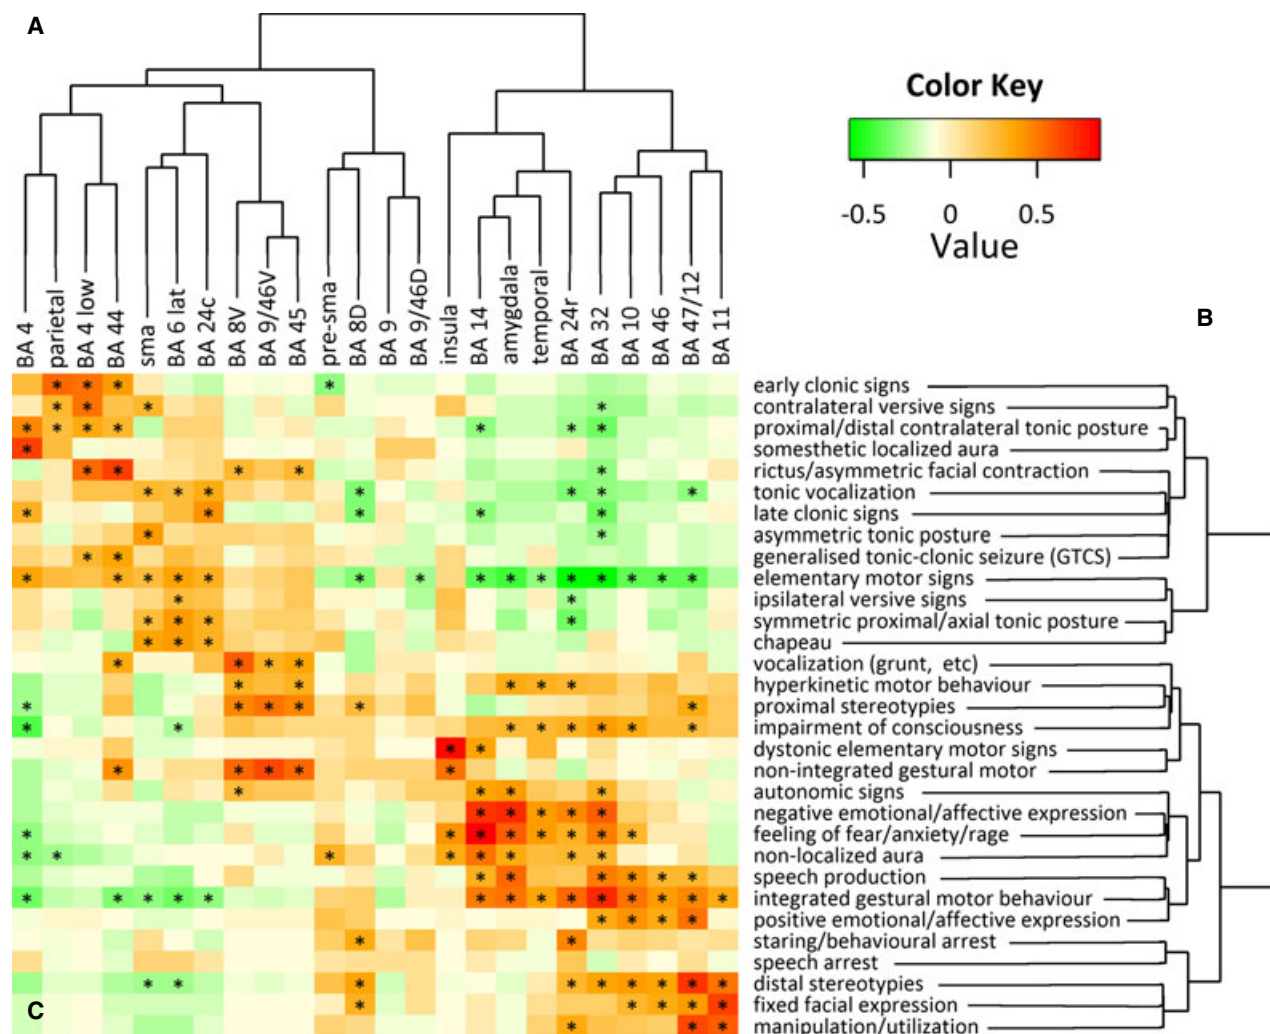 A
Color Key
-0.5 0 0.5
Value
B
BA 4
parietal
BA 4 low
BA 44
sma
BA 6 lat
BA 24c
BA 8V
BA 9/46V
BA 45
pre-sma
BA 8D
BA 9
BA 9/46D
insula
BA 14
amygdala
temporal
BA 24r
BA 32
BA 10
BA 46
BA 47/12
BA 11
early clonic signs
contralateral versive signs
proximal/distal contralateral tonic posture
somesthetic localized aura
rictus/asymmetric facial contraction
tonic vocalization
late clonic signs
asymmetric tonic posture
generalised tonic-clonic seizure (GTCS)
elementary motor signs
ipsilateral versive signs
symmetric proximal/axial tonic posture
chapeau
vocalization (grunt, etc)
hyperkinetic motor behaviour
proximal stereotypies
impairment of consciousness
dystonic elementary motor signs
non-integrated gestural motor
autonomic signs
negative emotional/affective expression
feeling of fear/anxiety/rage
non-localized aura
speech production
integrated gestural motor behaviour
positive emotional/affective expression
staring/behavioural arrest
speech arrest
distal stereotypies
fixed facial expression
manipulation/utilization
C